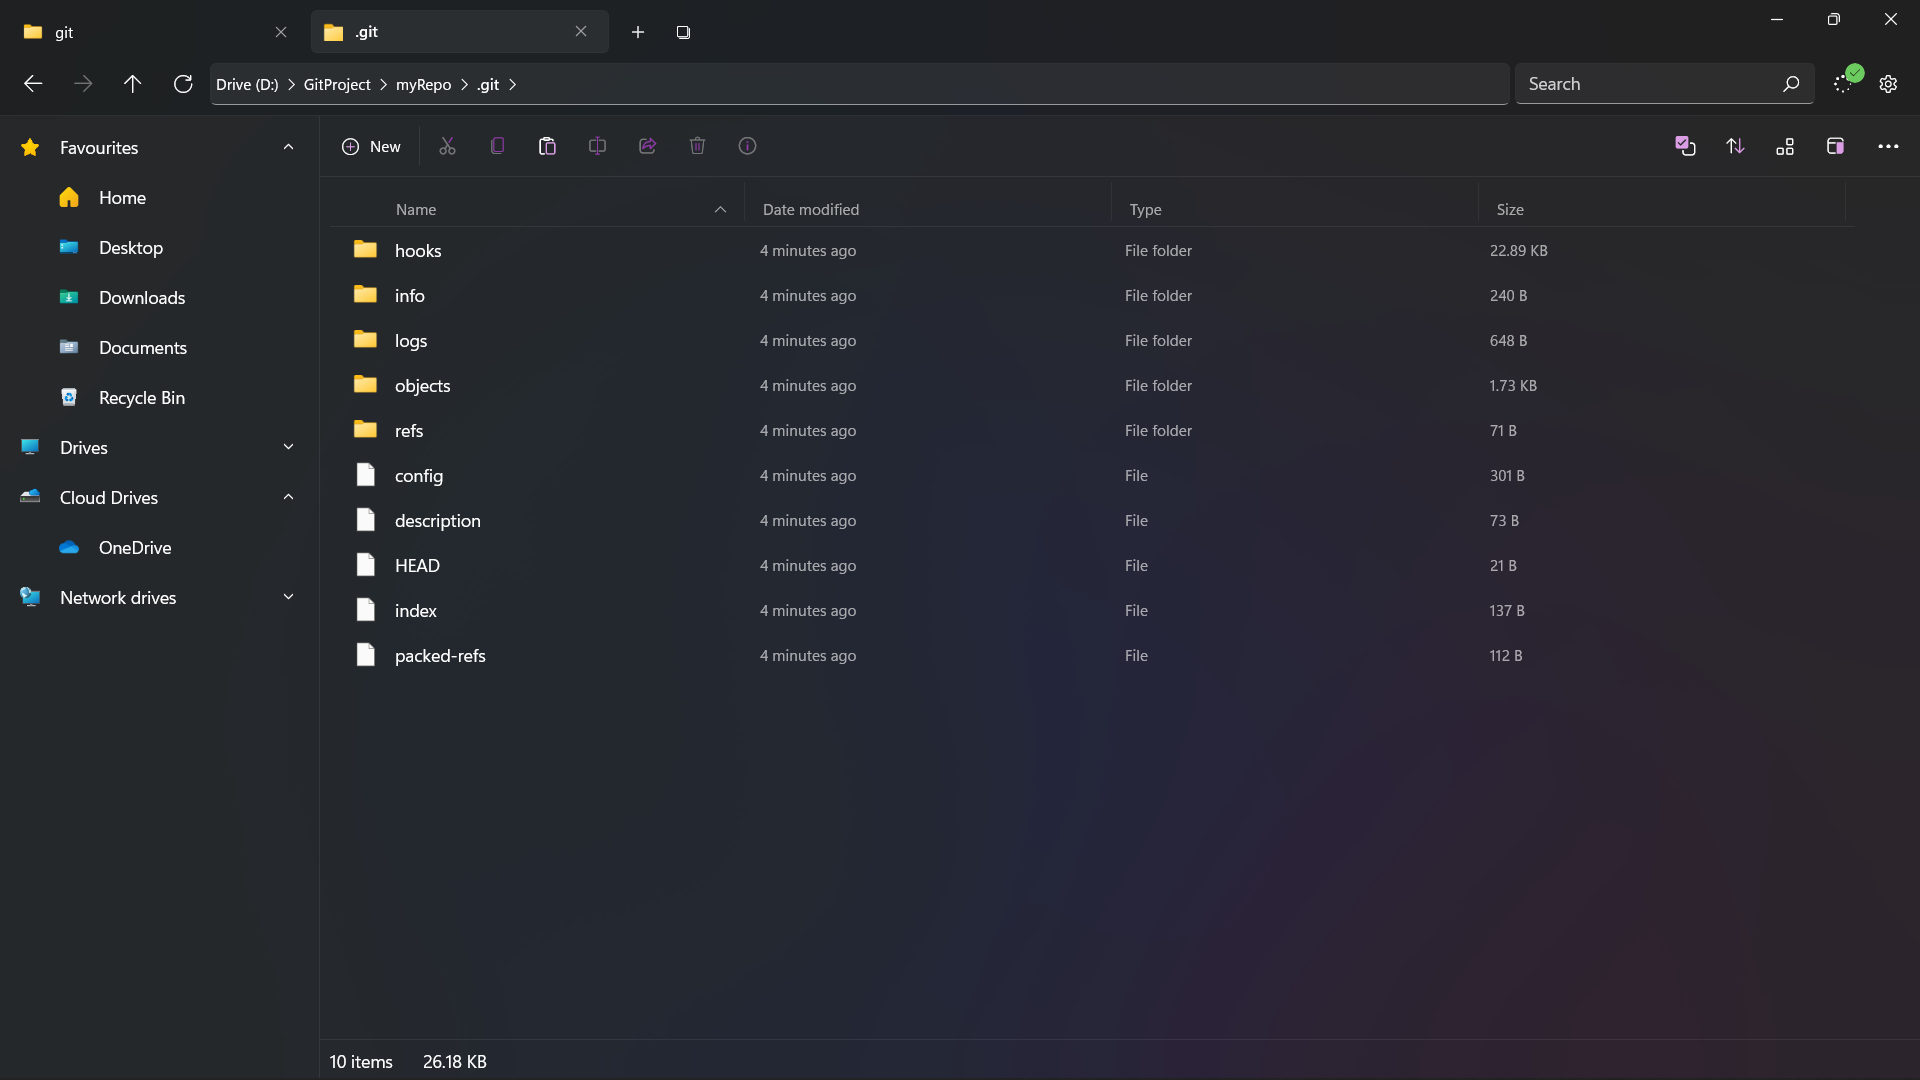 git
.git
Drive (D:) GitProject myRepo .git
Search
Favourites
New
Home
Desktop
Downloads
Documents
Recycle Bin
Drives
Cloud Drives
OneDrive
Network drives
Name Date modified Type Size
hooks 4 minutes ago File folder 22.89 KB
info 4 minutes ago File folder 240 B
logs 4 minutes ago File folder 648 B
objects 4 minutes ago File folder 1.73 KB
refs 4 minutes ago File folder 71 B
config 4 minutes ago File 301 B
description 4 minutes ago File 73 B
HEAD 4 minutes ago File 21 B
index 4 minutes ago File 137 B
packed-refs 4 minutes ago File 112 B
10 items 26.18 KB